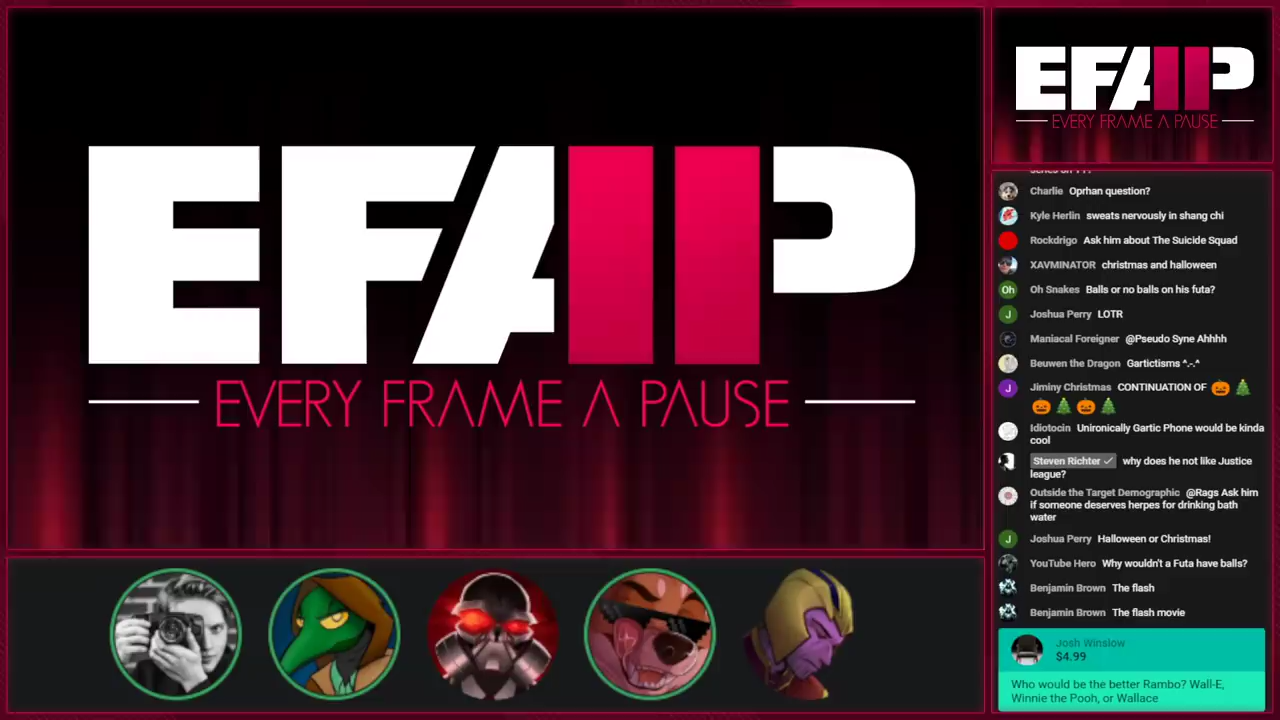 EFAP
EVERY FRAME A PAUSE
EFAP
EVERY FRAME A PAUSE
Charlie Oprhan question?
Kyle Herlin sweats nervously in shang chi
Rockdrigo Ask him about The Suicide Squad
XAVMINATOR christmas and halloween
Oh
Oh Snakes Balls or no balls on his futa?
J
Joshua Perry LOTR
Maniacal Foreigner @Pseudo Syne Ahhhh
Beuwen the Dragon Gartictisms ^.-.^
J
Jiminy Christmas CONTINUATION OF 🎃 🎄
🎃 🎄 🎃 🎄
Idiotocin Unironically Gartic Phone would be kinda
cool
Steven Richter ✓ why does he not like Justice
league?
Outside the Target Demographic @Rags Ask him
if someone deserves herpes for drinking bath
water
J
Joshua Perry Halloween or Christmas!
YouTube Hero Why wouldn't a Futa have balls?
Benjamin Brown The flash
Benjamin Brown The flash movie
Josh Winslow
$4.99
Who would be the better Rambo? Wall-E,
Winnie the Pooh, or Wallace